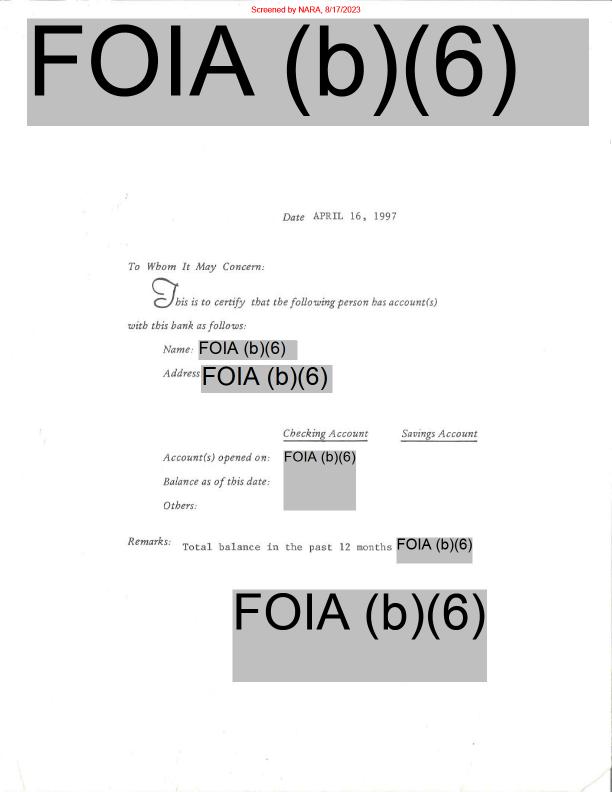 Screened by NARA, 8/17/2023
FOIA (b)(6)
Date APRIL 16, 1997
To Whom It May Concern:
This is to certify that the following person has account(s)
with this bank as follows:
Name: FOIA (b)(6)
Address FOIA (b)(6)
Checking Account Savings Account
Account(s) opened on: FOIA (b)(6)
Balance as of this date:
Others:
Remarks: Total balance in the past 12 months FOIA (b)(6)
FOIA (b)(6)